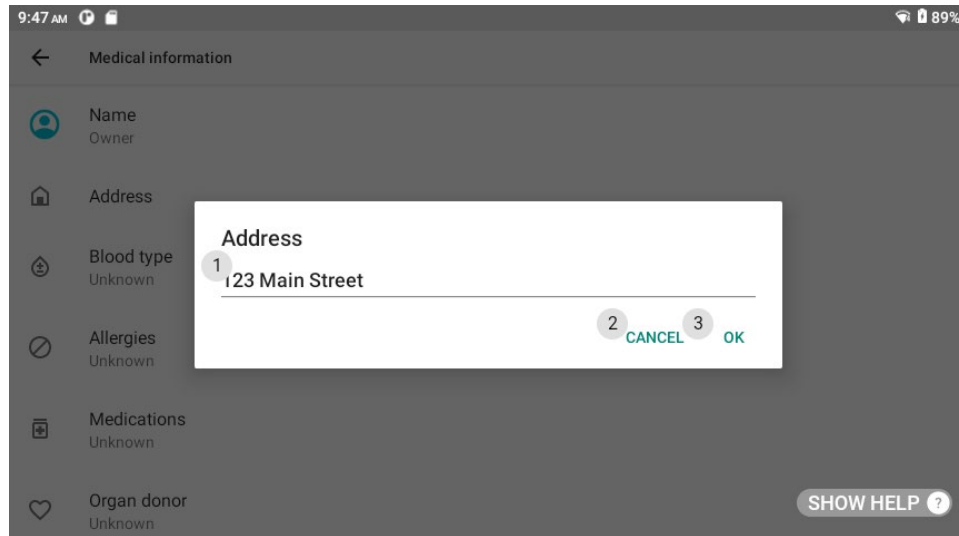 9:47 AM 89%
Medical information
Name
Owner
Address
Blood type
Unknown
Allergies
Unknown
Medications
Unknown
Organ donor
Unknown
Address
1
123 Main Street
2 CANCEL 3 OK
SHOW HELP ?